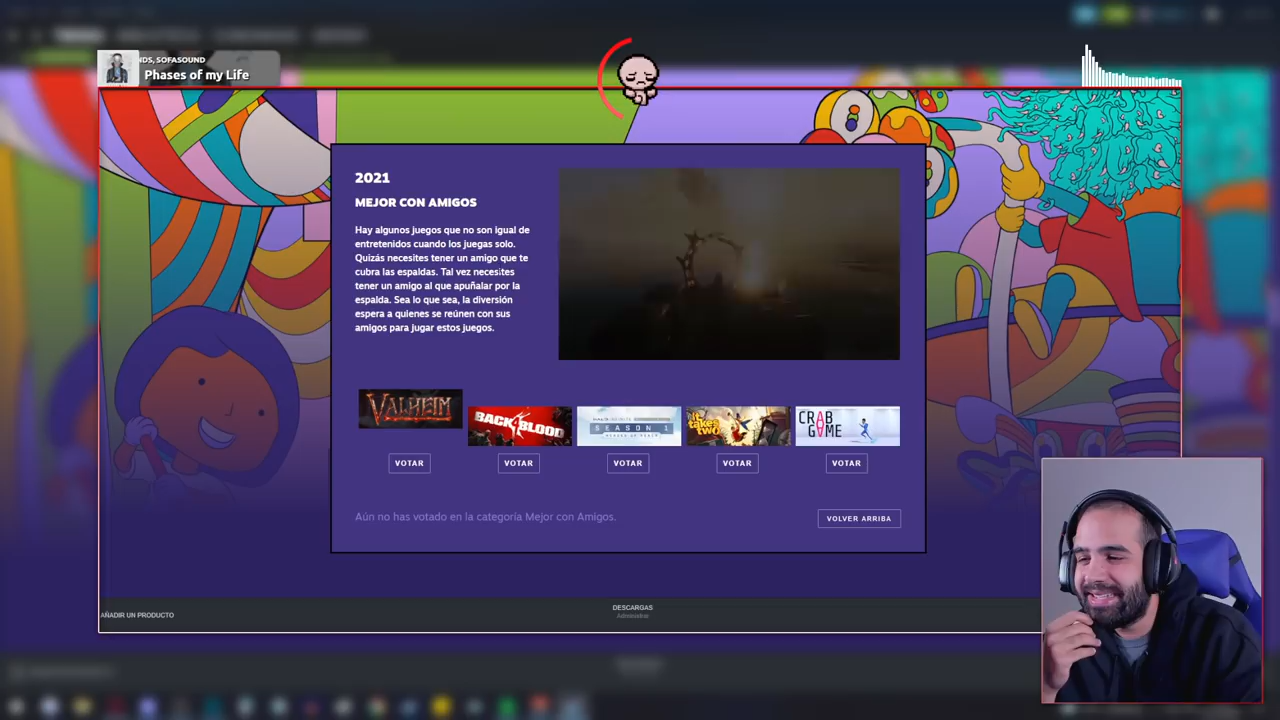 NDS, SOFASOUND
Phases of my Life
2021
MEJOR CON AMIGOS
Hay algunos juegos que no son igual de
entretenidos cuando los juegas solo.
Quizás necesites tener un amigo que te
cubra las espaldas. Tal vez necesites
tener un amigo al que apuñalar por la
espalda. Sea lo que sea, la diversión
espera a quienes se reúnen con sus
amigos para jugar estos juegos.
VALHEIM
BACK 4 BLOOD
HALO INFINITE
SEASON 1
HEROES OF REACH
it takes two
CRAB GAME
VOTAR
VOTAR
VOTAR
VOTAR
VOTAR
Aún no has votado en la categoría Mejor con Amigos.
VOLVER ARRIBA
AÑADIR UN PRODUCTO
DESCARGAS
Administrar